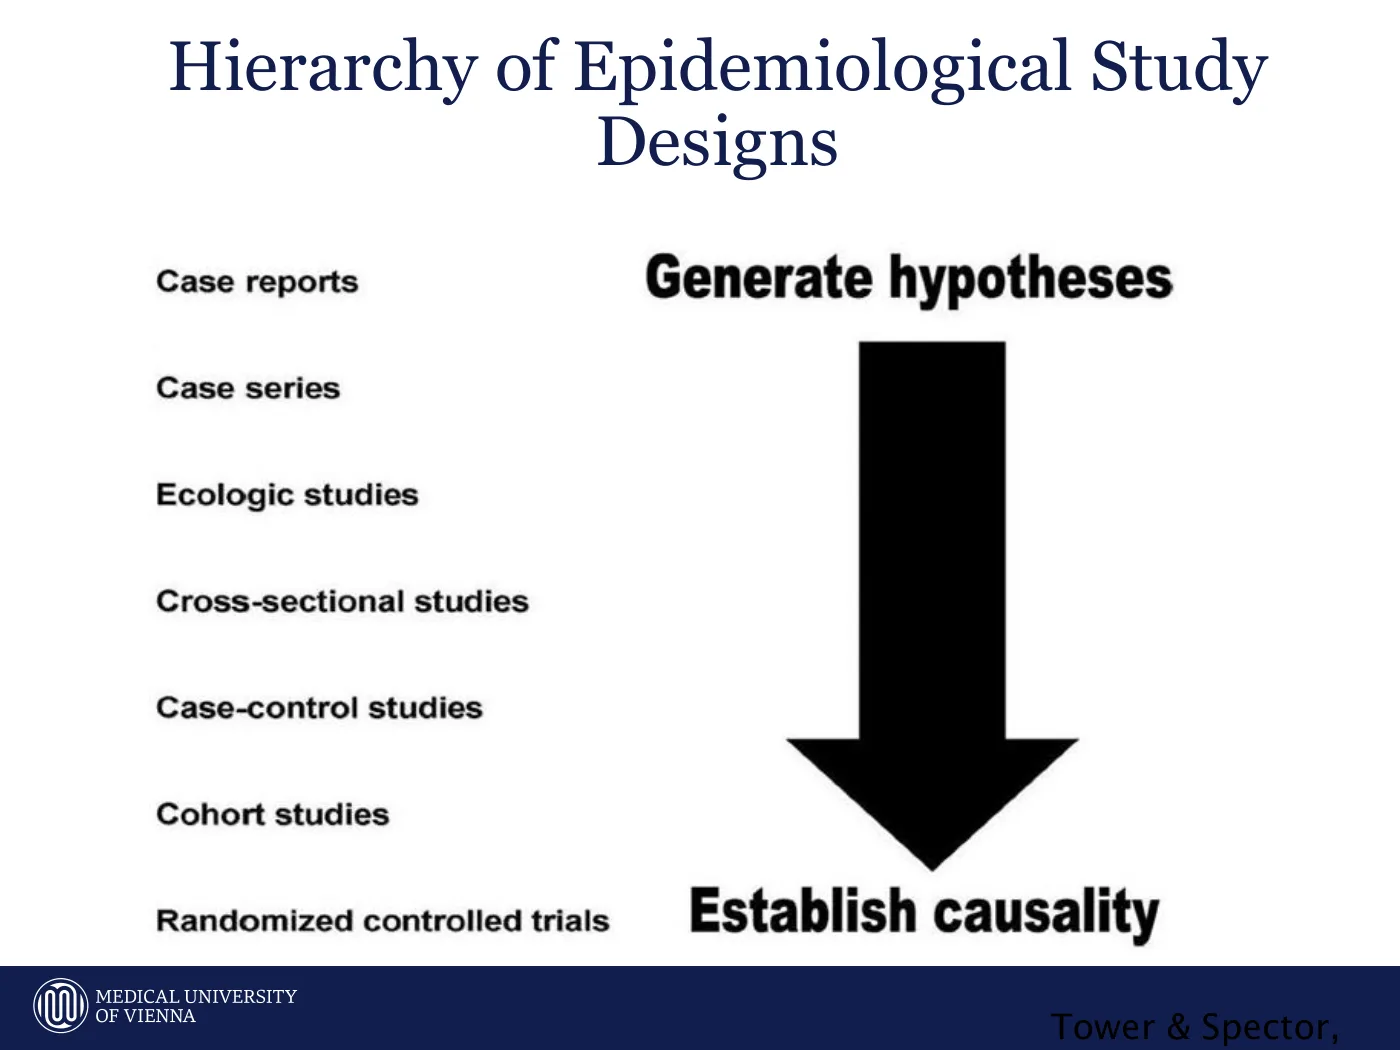 Hierarchy of Epidemiological Study
Designs
Case reports
Generate hypotheses
Case series
Ecologic studies
Cross-sectional studies
Case-control studies
Cohort studies
Randomized controlled trials
Establish causality
MEDICAL UNIVERSITY
OF VIENNA
Tower & Spector,